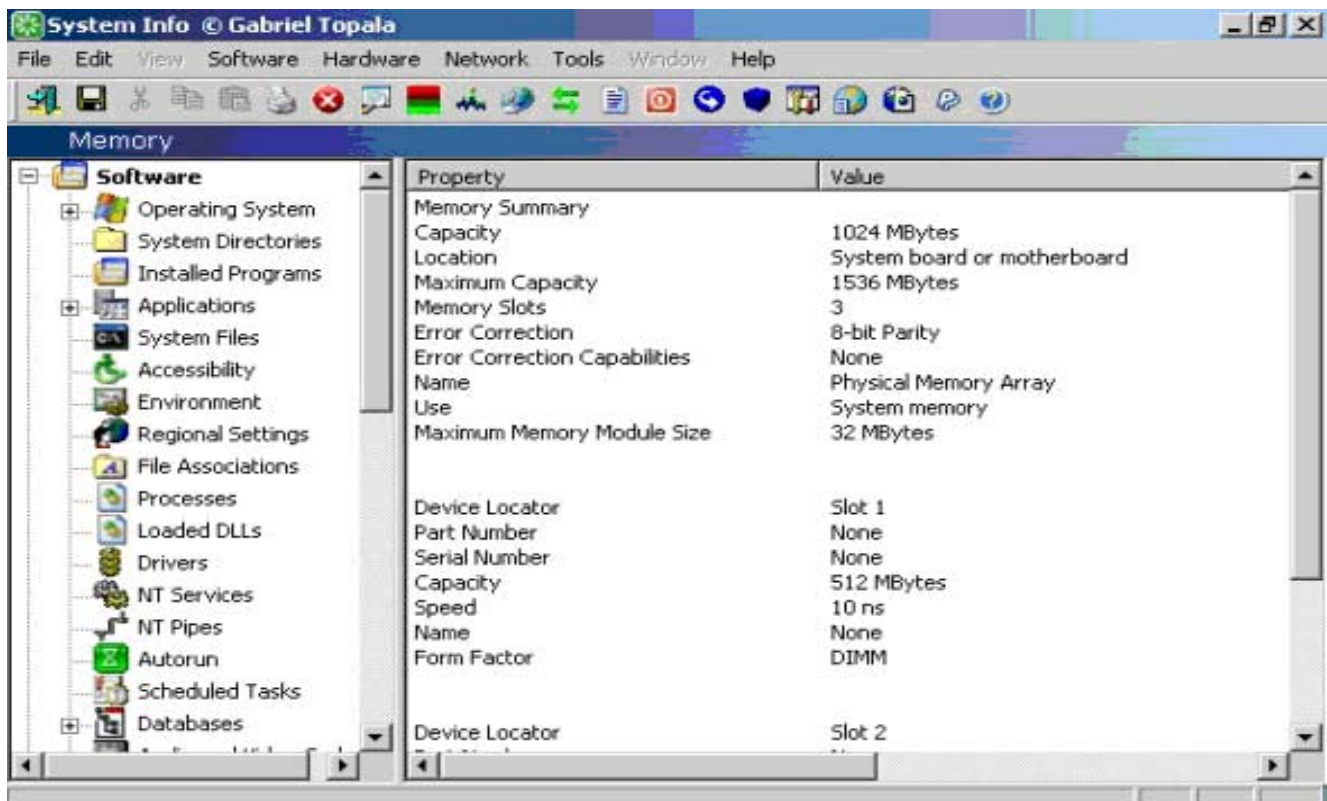 System Info © Gabriel Topala
File Edit View Software Hardware Network Tools Window Help
Memory
Software
Operating System
System Directories
Installed Programs
Applications
System Files
Accessibility
Environment
Regional Settings
File Associations
Processes
Loaded DLLs
Drivers
NT Services
NT Pipes
Autorun
Scheduled Tasks
Databases
Property Value
Memory Summary
Capacity 1024 MBytes
Location System board or motherboard
Maximum Capacity 1536 MBytes
Memory Slots 3
Error Correction 8-bit Parity
Error Correction Capabilities None
Name Physical Memory Array
Use System memory
Maximum Memory Module Size 32 MBytes
Device Locator Slot 1
Part Number None
Serial Number None
Capacity 512 MBytes
Speed 10 ns
Name None
Form Factor DIMM
Device Locator Slot 2